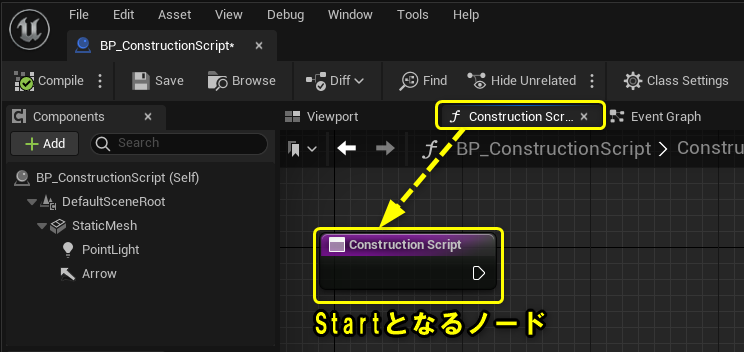 File Edit Asset View Debug Window Tools Help
BP_ConstructionScript*
Compile Save Browse Diff Find Hide Unrelated Class Settings
Components
Add Search
BP_ConstructionScript (Self)
DefaultSceneRoot
StaticMesh
PointLight
Arrow
Viewport Construction Scr... Event Graph
BP_ConstructionScript > Constru
Construction Script
Startとなるノード